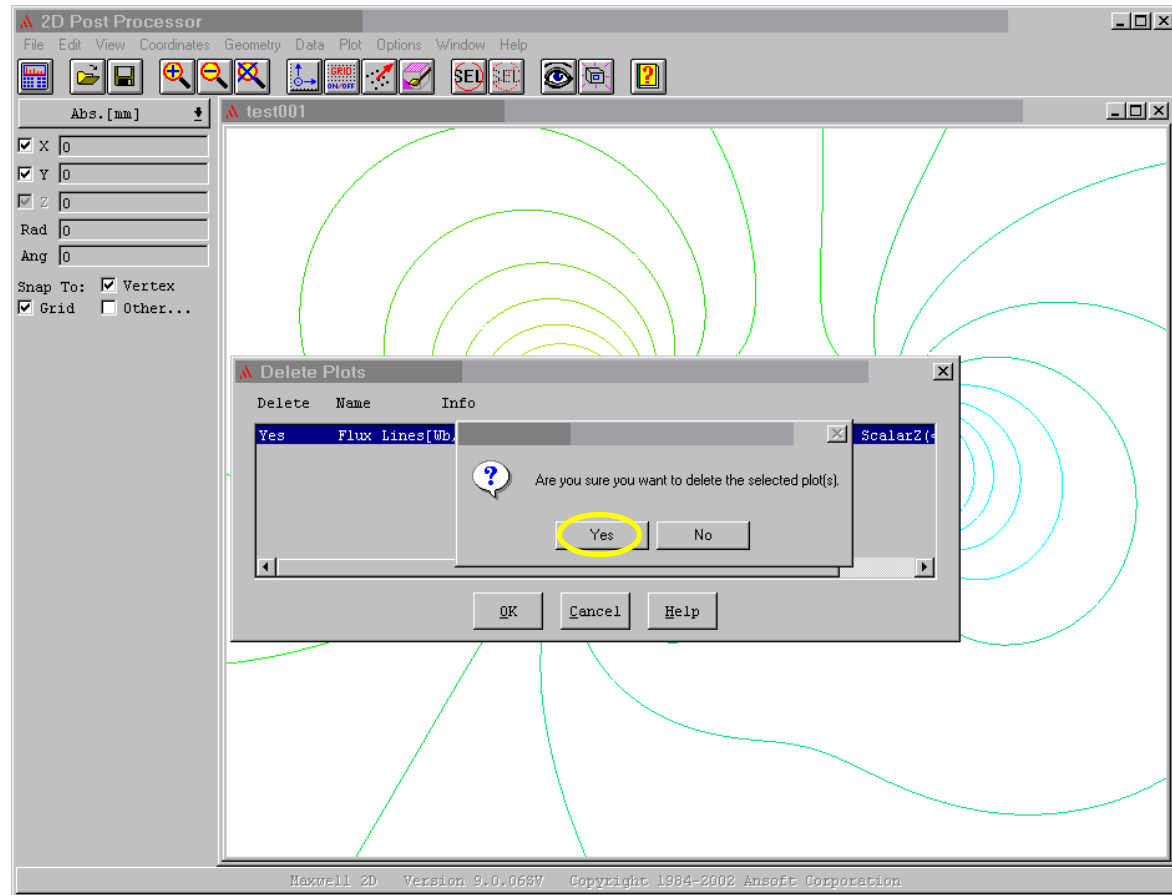 2D Post Processor
File Edit View Coordinates Geometry Data Plot Options Window Help
GRID
ON/OFF
SEL
SEL
?
Abs.[mm]
test001
X 0
Y 0
Z 0
Rad 0
Ang 0
Snap To: Vertex
Grid Other...
Delete Plots
Delete Name Info
Yes Flux Lines[Wb, ScalarZ(
?
Are you sure you want to delete the selected plot(s).
Yes No
OK Cancel Help
Maxwell 2D Version 9.0.06SV Copyright 1984-2002 Ansoft Corporation